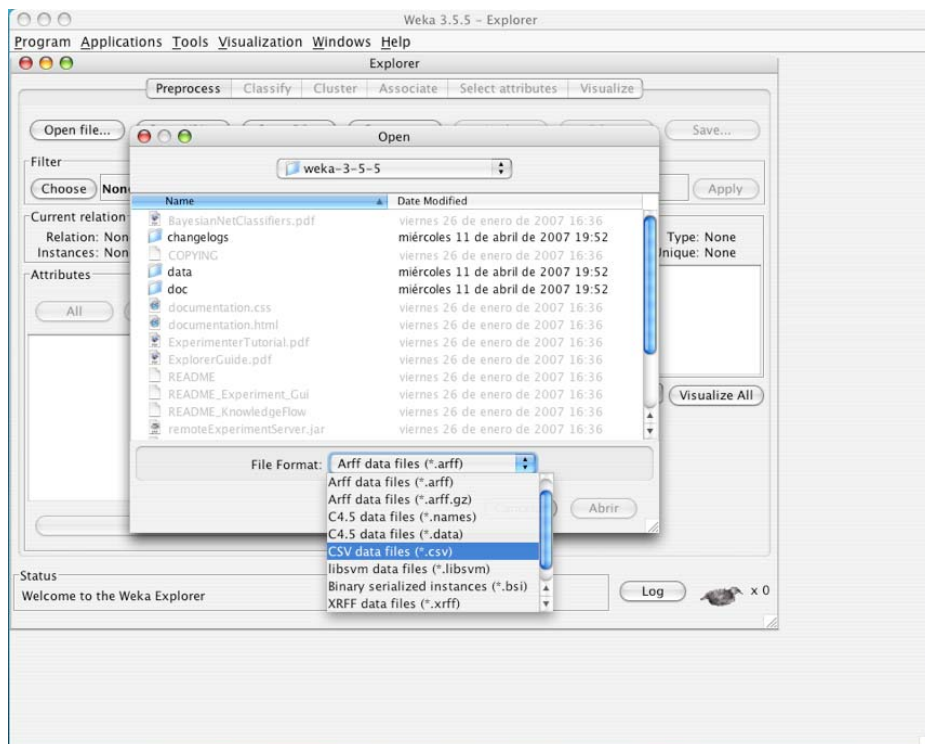 Weka 3.5.5 - Explorer
Program Applications Tools Visualization Windows Help
Explorer
Preprocess Classify Cluster Associate Select attributes Visualize
Open file...
Save...
Open
weka-3-5-5
Filter
Choose Non
Apply
Name Date Modified
BayesianNetClassifiers.pdf viernes 26 de enero de 2007 16:36
changelogs miércoles 11 de abril de 2007 19:52
COPYING viernes 26 de enero de 2007 16:36
data miércoles 11 de abril de 2007 19:52
doc miércoles 11 de abril de 2007 19:52
documentation.css viernes 26 de enero de 2007 16:36
documentation.html viernes 26 de enero de 2007 16:36
ExperimenterTutorial.pdf viernes 26 de enero de 2007 16:36
ExplorerGuide.pdf viernes 26 de enero de 2007 16:36
README viernes 26 de enero de 2007 16:36
README_Experiment_Gui viernes 26 de enero de 2007 16:36
README_KnowledgeFlow viernes 26 de enero de 2007 16:36
remoteExperimentServer.jar viernes 26 de enero de 2007 16:36
Current relation
Relation: Non
Instances: Non
Type: None
nique: None
Attributes
All
Visualize All
File Format: Arff data files (*.arff)
Arff data files (*.arff)
Arff data files (*.arff.gz)
C4.5 data files (*.names)
C4.5 data files (*.data)
CSV data files (*.csv)
libsvm data files (*.libsvm)
Binary serialized instances (*.bsi)
XRFF data files (*.xrff)
Abrir
Status
Welcome to the Weka Explorer
Log x 0